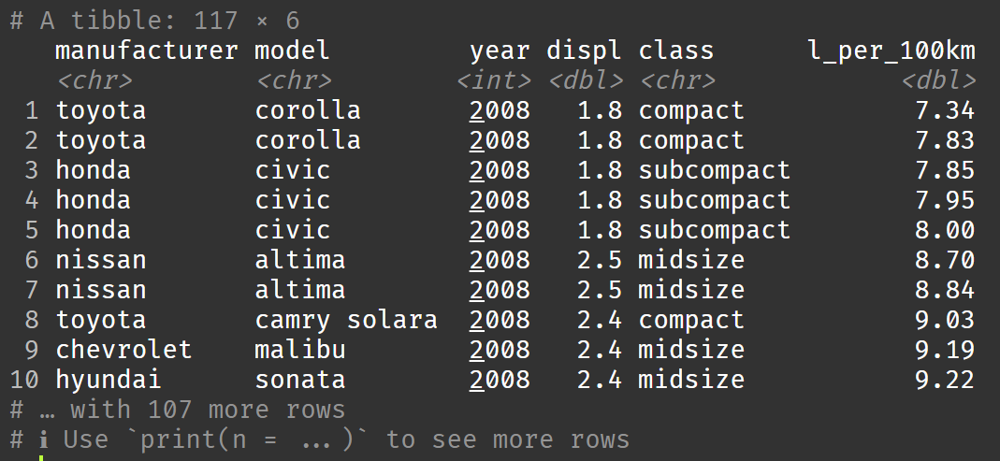 # A tibble: 117 × 6
   manufacturer model         year displ class      l_per_100km
   <chr>        <chr>        <int> <dbl> <chr>            <dbl>
 1 toyota       corolla       2008   1.8 compact           7.34
 2 toyota       corolla       2008   1.8 compact           7.83
 3 honda        civic         2008   1.8 subcompact        7.85
 4 honda        civic         2008   1.8 subcompact        7.95
 5 honda        civic         2008   1.8 subcompact        8.00
 6 nissan       altima        2008   2.5 midsize           8.70
 7 nissan       altima        2008   2.5 midsize           8.84
 8 toyota       camry solara  2008   2.4 compact           9.03
 9 chevrolet    malibu        2008   2.4 midsize           9.19
10 hyundai      sonata        2008   2.4 midsize           9.22
# … with 107 more rows
# ℹ Use `print(n = ...)` to see more rows